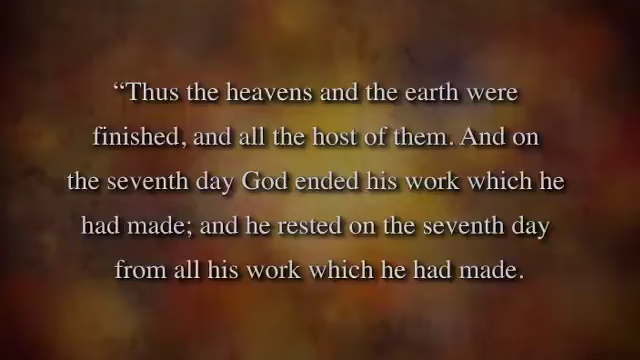 “Thus the heavens and the earth were
finished, and all the host of them. And on
the seventh day God ended his work which he
had made; and he rested on the seventh day
from all his work which he had made.